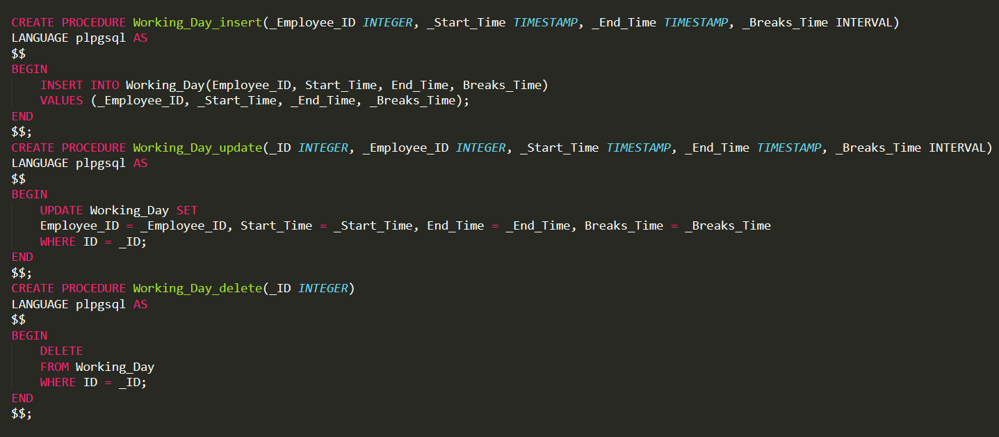 CREATE PROCEDURE Working_Day_insert(_Employee_ID INTEGER, _Start_Time TIMESTAMP, _End_Time TIMESTAMP, _Breaks_Time INTERVAL)
LANGUAGE plpgsql AS
$$
BEGIN
    INSERT INTO Working_Day(Employee_ID, Start_Time, End_Time, Breaks_Time)
    VALUES (_Employee_ID, _Start_Time, _End_Time, _Breaks_Time);
END
$$;
CREATE PROCEDURE Working_Day_update(_ID INTEGER, _Employee_ID INTEGER, _Start_Time TIMESTAMP, _End_Time TIMESTAMP, _Breaks_Time INTERVAL)
LANGUAGE plpgsql AS
$$
BEGIN
    UPDATE Working_Day SET
    Employee_ID = _Employee_ID, Start_Time = _Start_Time, End_Time = _End_Time, Breaks_Time = _Breaks_Time
    WHERE ID = _ID;
END
$$;
CREATE PROCEDURE Working_Day_delete(_ID INTEGER)
LANGUAGE plpgsql AS
$$
BEGIN
    DELETE
    FROM Working_Day
    WHERE ID = _ID;
END
$$;